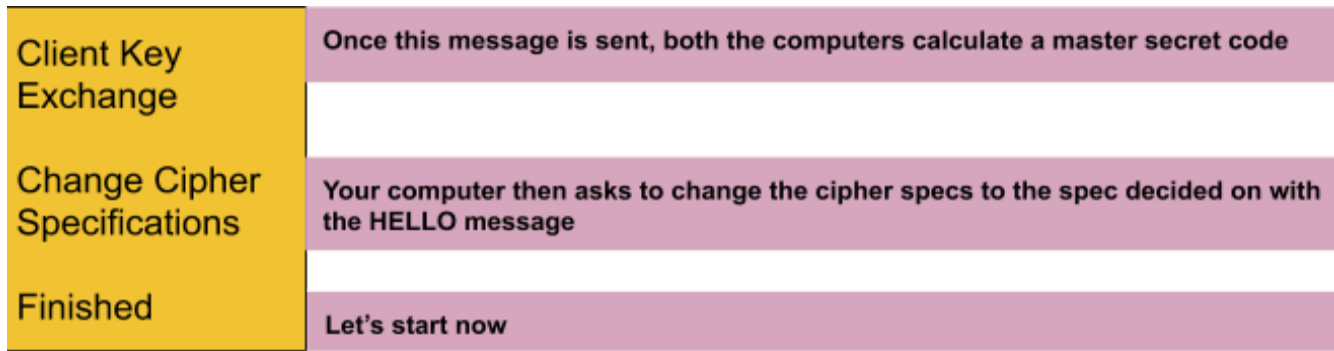 Client Key
Exchange
Once this message is sent, both the computers calculate a master secret code
Change Cipher
Specifications
Your computer then asks to change the cipher specs to the spec decided on with
the HELLO message
Finished
Let’s start now